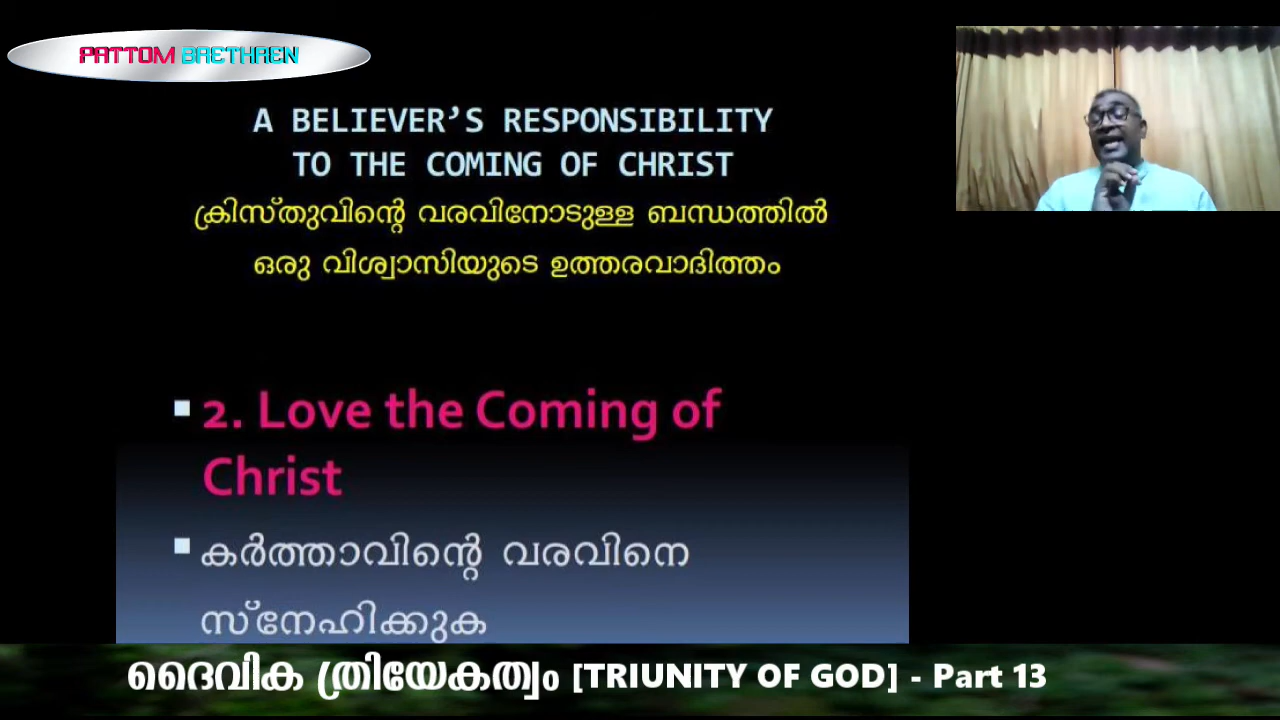 PATTOM BRETHREN
A BELIEVER’S RESPONSIBILITY
TO THE COMING OF CHRIST
ക്രിസ്തുവിന്റെ വരവിനോടുള്ള ബന്ധത്തിൽ
ഒരു വിശ്വാസിയുടെ ഉത്തരവാദിത്തം
▪ 2. Love the Coming of
Christ
▪ കർത്താവിന്റെ വരവിനെ
സ്നേഹിക്കുക
ദൈവിക ത്രിയേകത്വം [TRIUNITY OF GOD] - Part 13